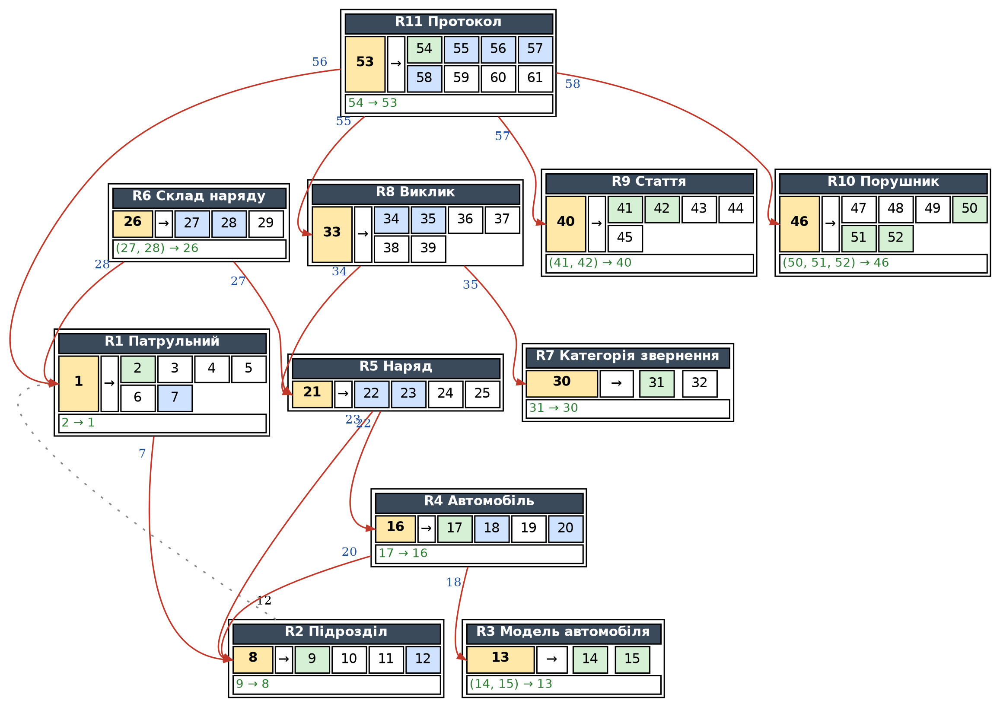 R11 Протокол
53 → 54 55 56 57
58 59 60 61
54 → 53
56
58
55
57
R6 Склад наряду
26 → 27 28 29
(27, 28) → 26
R8 Виклик
33 → 34 35 36 37
38 39
R9 Стаття
40 → 41 42 43 44
45
(41, 42) → 40
R10 Порушник
46 → 47 48 49 50
51 52
(50, 51, 52) → 46
28
27
34
35
R1 Патрульний
1 → 2 3 4 5
6 7
2 → 1
R5 Наряд
21 → 22 23 24 25
R7 Категорія звернення
30 → 31 32
31 → 30
23
22
7
R4 Автомобіль
16 → 17 18 19 20
17 → 16
20
18
12
R2 Підрозділ
8 → 9 10 11 12
9 → 8
R3 Модель автомобіля
13 → 14 15
(14, 15) → 13